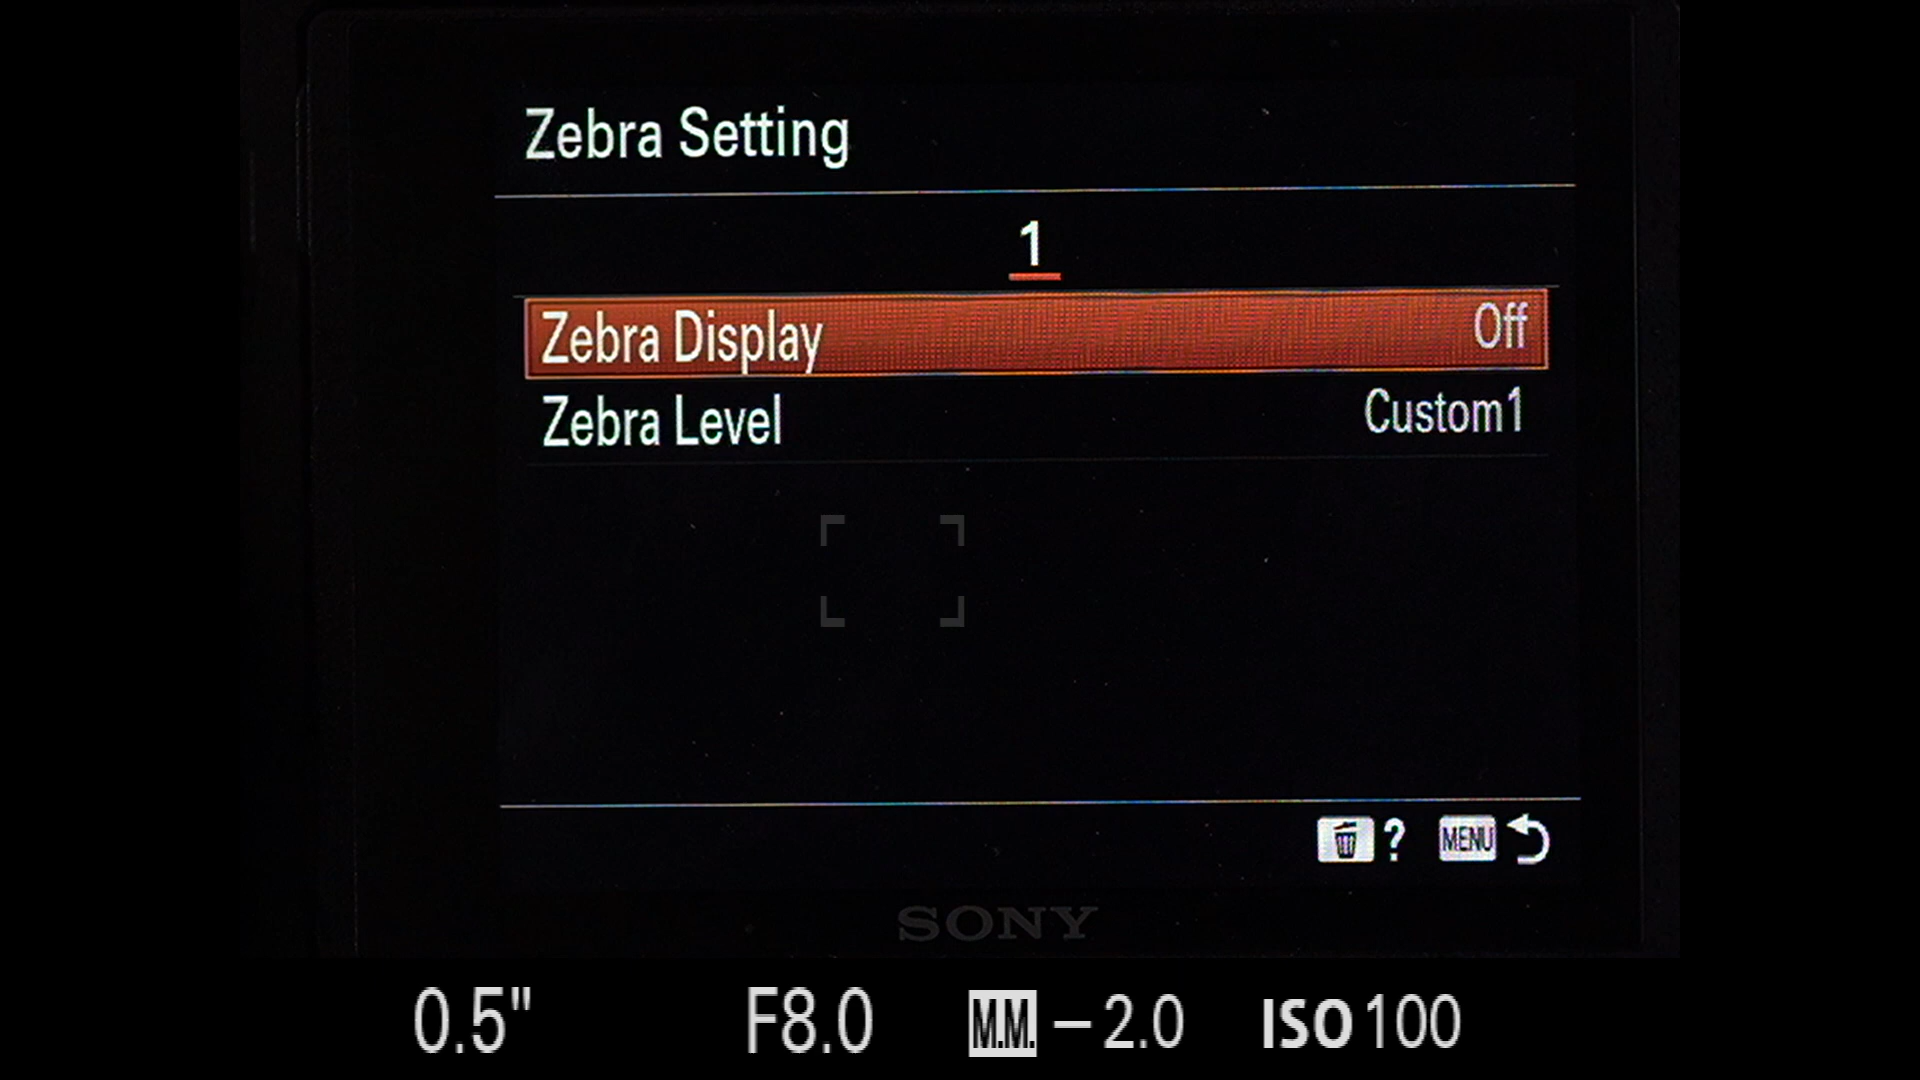 Zebra Setting
1
Zebra Display Off
Zebra Level Custom1
? MENU
SONY
0.5" F8.0 M.M. –2.0 ISO 100